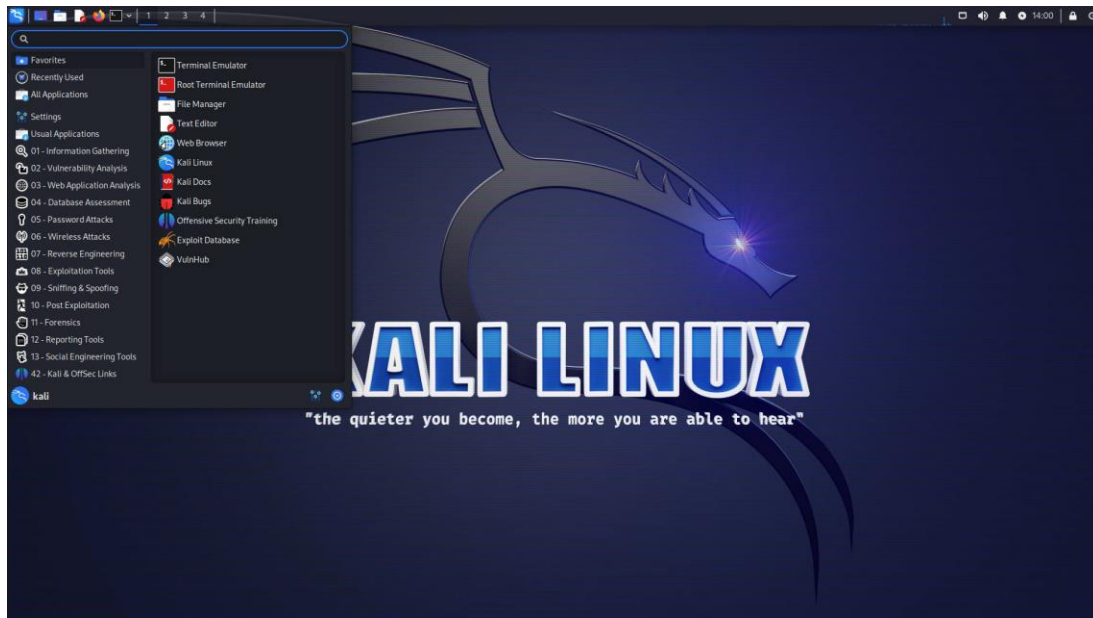 1 2 3 4
14:00
Favorites
Recently Used
All Applications
Settings
Usual Applications
01 - Information Gathering
02 - Vulnerability Analysis
03 - Web Application Analysis
04 - Database Assessment
05 - Password Attacks
06 - Wireless Attacks
07 - Reverse Engineering
08 - Exploitation Tools
09 - Sniffing & Spoofing
10 - Post Exploitation
11 - Forensics
12 - Reporting Tools
13 - Social Engineering Tools
42 - Kali & OffSec Links
kali
Terminal Emulator
Root Terminal Emulator
File Manager
Text Editor
Web Browser
Kali Linux
Kali Docs
Kali Bugs
Offensive Security Training
Exploit Database
VulnHub
KALI LINUX
"the quieter you become, the more you are able to hear"